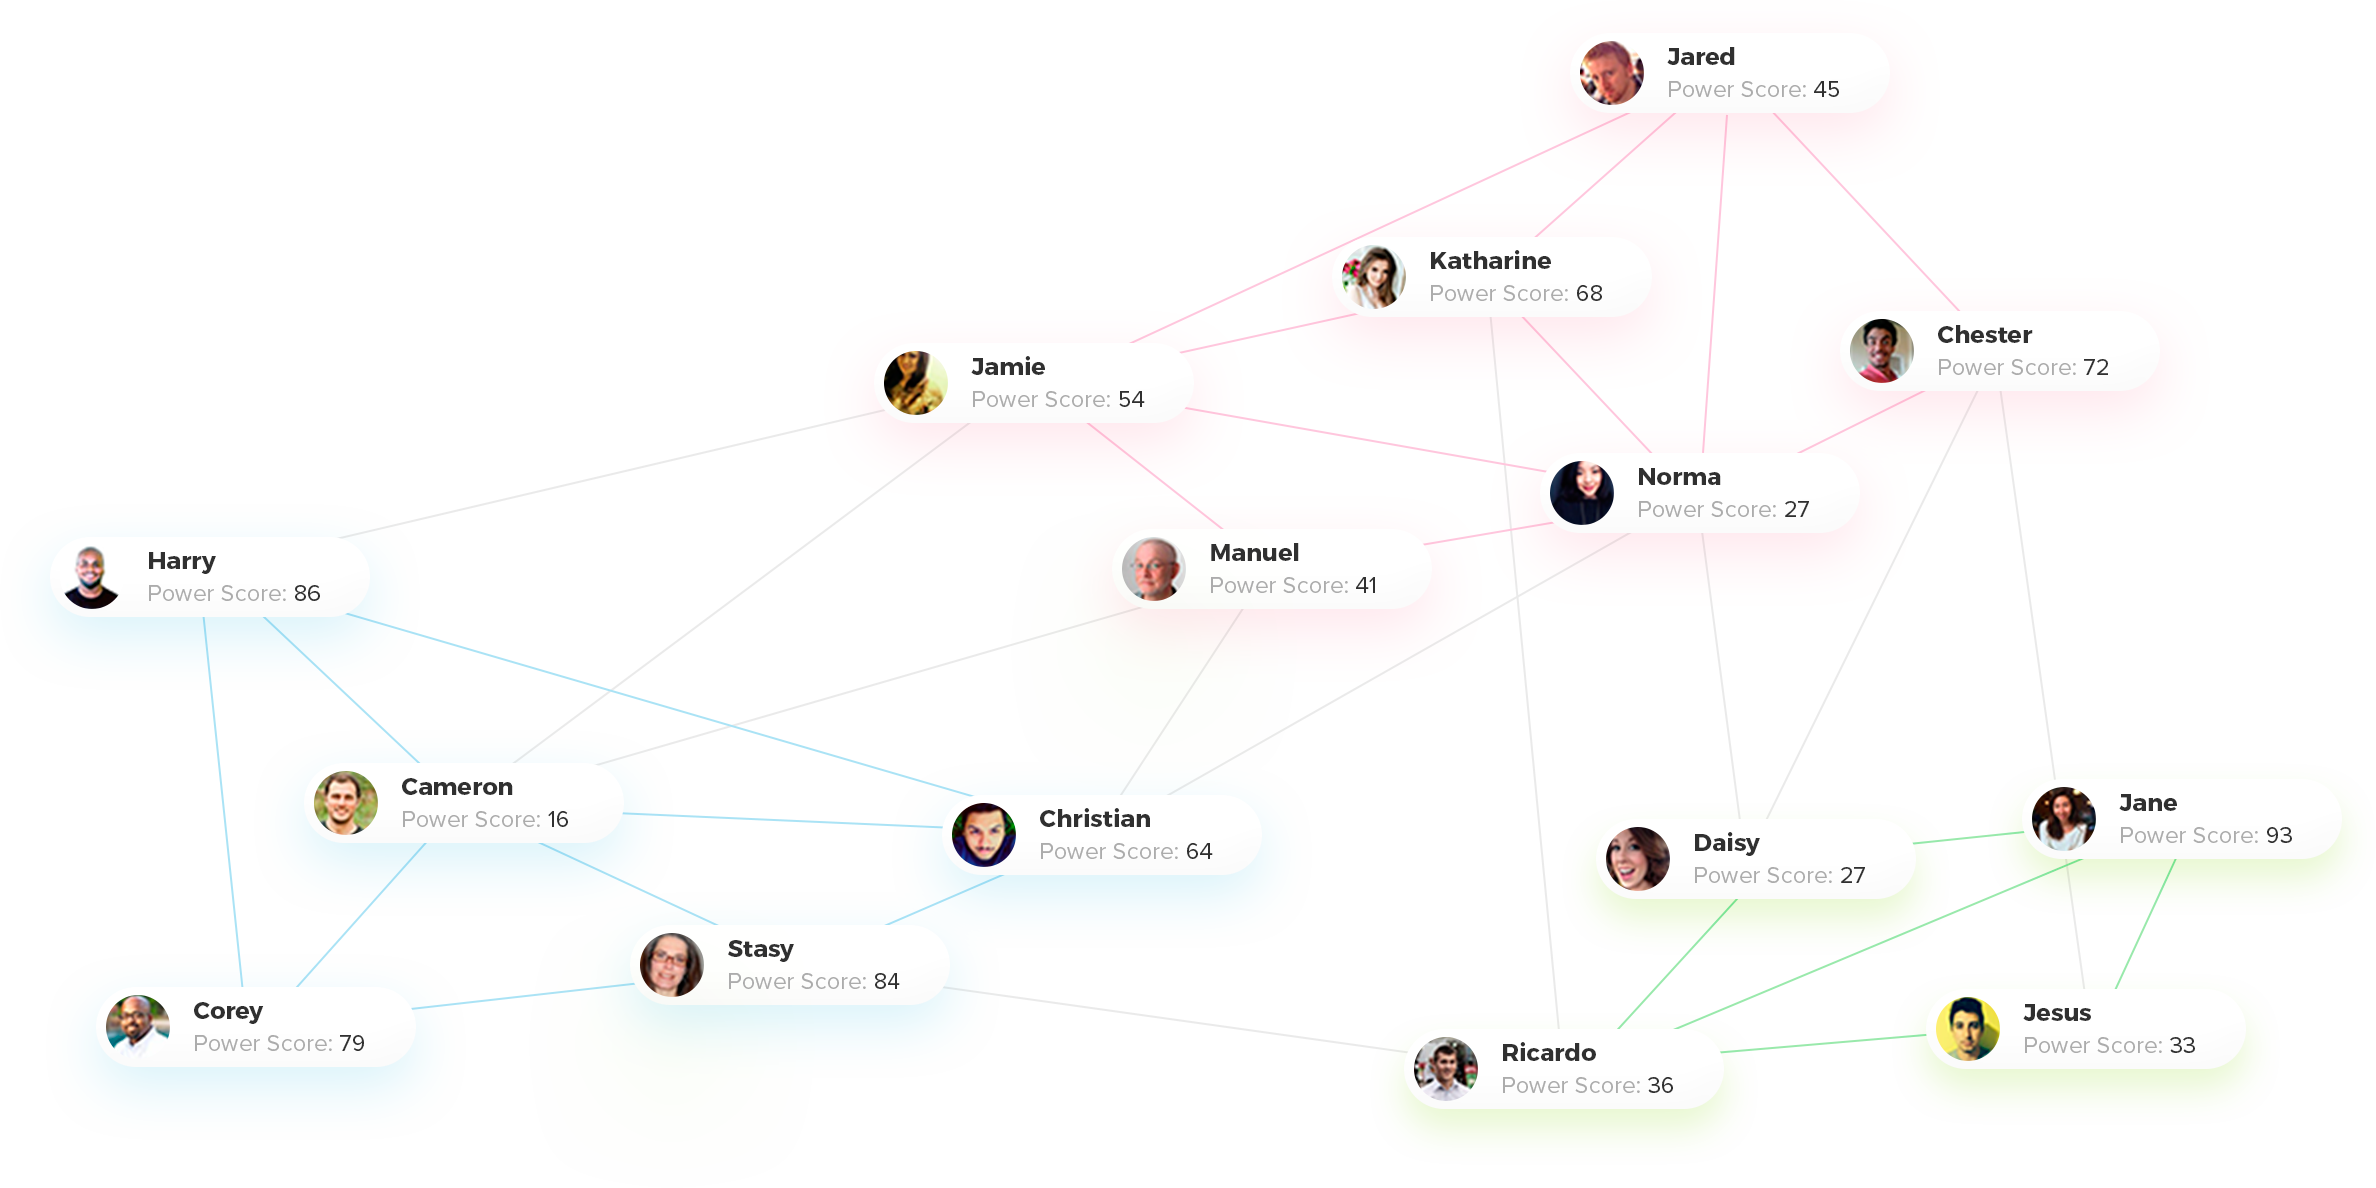 Jared
Power Score: 45
Katharine
Power Score: 68
Chester
Power Score: 72
Jamie
Power Score: 54
Norma
Power Score: 27
Manuel
Power Score: 41
Harry
Power Score: 86
Cameron
Power Score: 16
Christian
Power Score: 64
Jane
Power Score: 93
Daisy
Power Score: 27
Stasy
Power Score: 84
Corey
Power Score: 79
Jesus
Power Score: 33
Ricardo
Power Score: 36